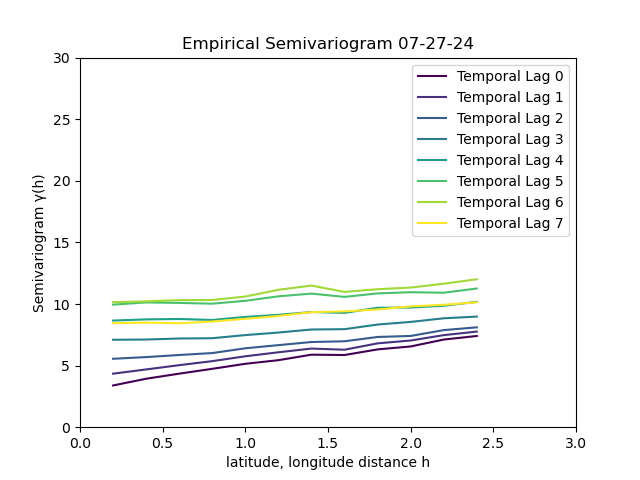 Empirical Semivariogram 07-27-24
30
25
20
15
10
5
0
Semivariogram γ(h)
Temporal Lag 0
Temporal Lag 1
Temporal Lag 2
Temporal Lag 3
Temporal Lag 4
Temporal Lag 5
Temporal Lag 6
Temporal Lag 7
0.0 0.5 1.0 1.5 2.0 2.5 3.0
latitude, longitude distance h